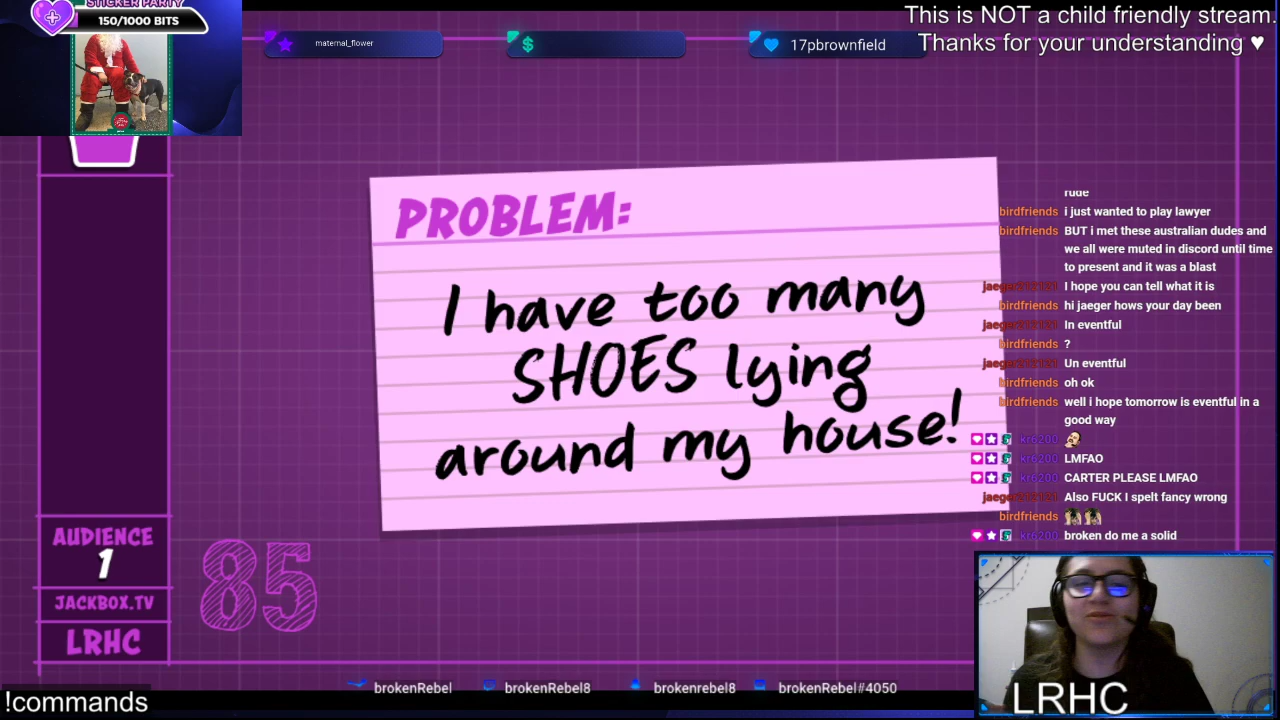 STICKER PARTY
150/1000 BITS
maternal_flower
17pbrownfield
This is NOT a child friendly stream.
Thanks for your understanding ♥
PROBLEM:
I have too many
SHOES lying
around my house!
rude
birdfriends i just wanted to play lawyer
birdfriends BUT i met these australian dudes and
we all were muted in discord until time
to present and it was a blast
I hope you can tell what it is
birdfriends hi jaeger hows your day been
In eventful
birdfriends ?
Un eventful
birdfriends oh ok
birdfriends well i hope tomorrow is eventful in a
good way
kr6200
kr6200 LMFAO
kr6200 CARTER PLEASE LMFAO
Also FUCK I spelt fancy wrong
birdfriends
kr6200 broken do me a solid
AUDIENCE
1
JACKBOX.TV
LRHC
85
brokenRebel
brokenRebel8
brokenrebel8
brokenRebel#4050
!commands
LRHC